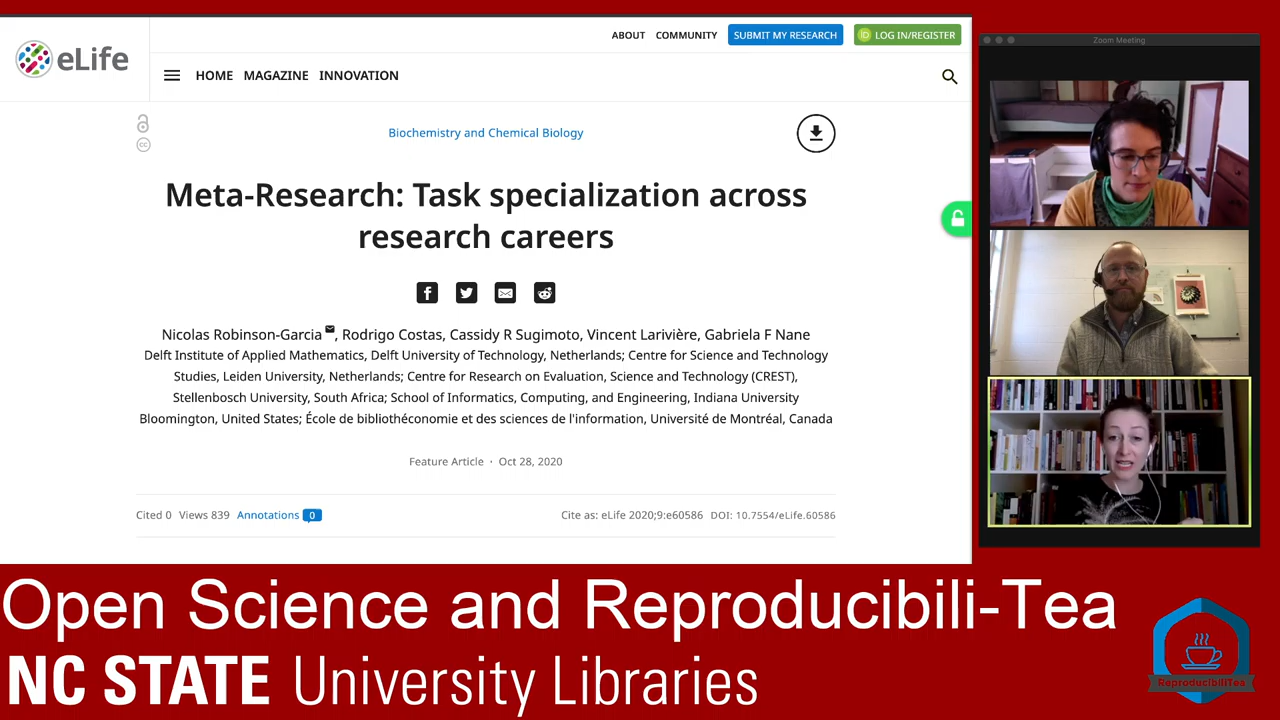 eLife
ABOUT COMMUNITY SUBMIT MY RESEARCH LOG IN/REGISTER
iD
HOME MAGAZINE INNOVATION
Zoom Meeting
cc
Biochemistry and Chemical Biology
Meta-Research: Task specialization across
research careers
Nicolas Robinson-Garcia, Rodrigo Costas, Cassidy R Sugimoto, Vincent Larivière, Gabriela F Nane
Delft Institute of Applied Mathematics, Delft University of Technology, Netherlands; Centre for Science and Technology
Studies, Leiden University, Netherlands; Centre for Research on Evaluation, Science and Technology (CREST),
Stellenbosch University, South Africa; School of Informatics, Computing, and Engineering, Indiana University
Bloomington, United States; École de bibliothéconomie et des sciences de l'information, Université de Montréal, Canada
Feature Article · Oct 28, 2020
Cited 0 Views 839 Annotations 0
Cite as: eLife 2020;9:e60586 DOI: 10.7554/eLife.60586
Open Science and Reproducibili-Tea
NC STATE University Libraries
ReproducibiliTea